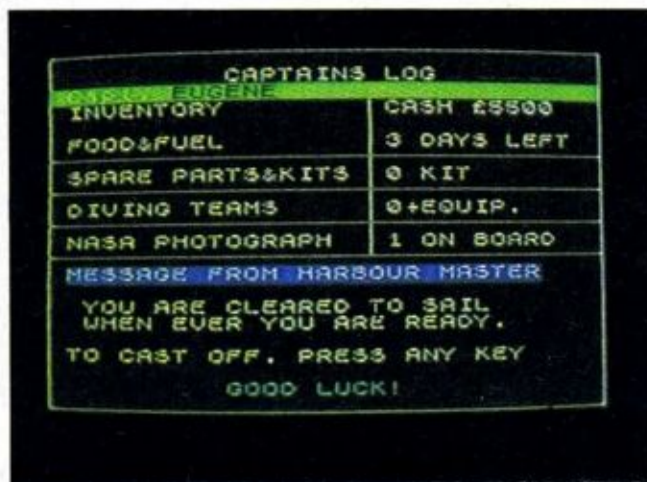 CAPTAINS LOG
EUGENE
INVENTORY CASH £5500
FOOD&FUEL 3 DAYS LEFT
SPARE PARTS&KITS 0 KIT
DIVING TEAMS 0+EQUIP.
NASA PHOTOGRAPH 1 ON BOARD
MESSAGE FROM HARBOUR MASTER
YOU ARE CLEARED TO SAIL
WHEN EVER YOU ARE READY.
TO CAST OFF. PRESS ANY KEY
GOOD LUCK!